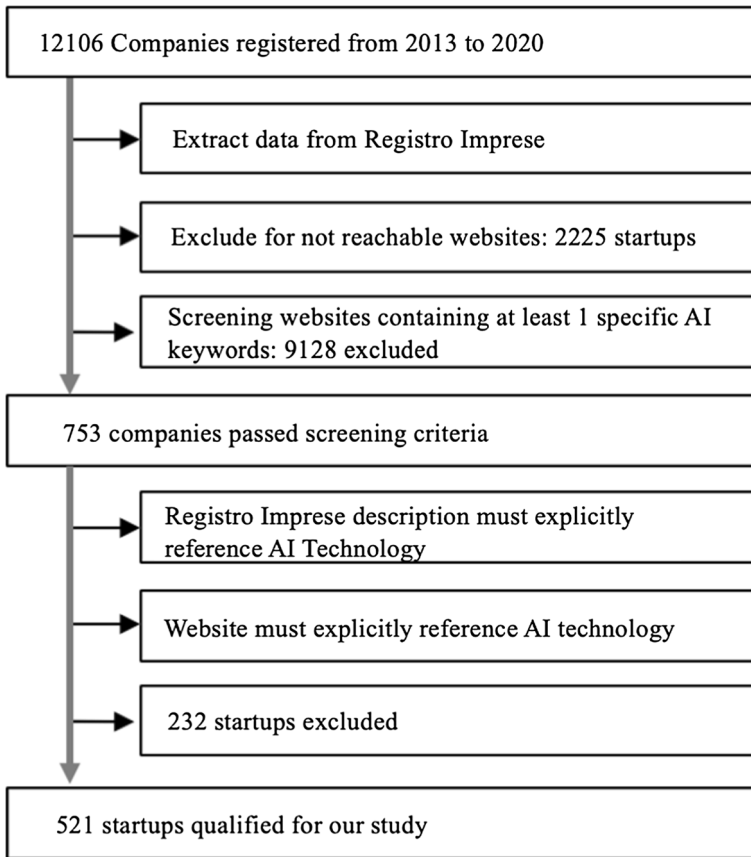 12106 Companies registered from 2013 to 2020
Extract data from Registro Imprese
Exclude for not reachable websites: 2225 startups
Screening websites containing at least 1 specific AI
keywords: 9128 excluded
753 companies passed screening criteria
Registro Imprese description must explicitly
reference AI Technology
Website must explicitly reference AI technology
232 startups excluded
521 startups qualified for our study